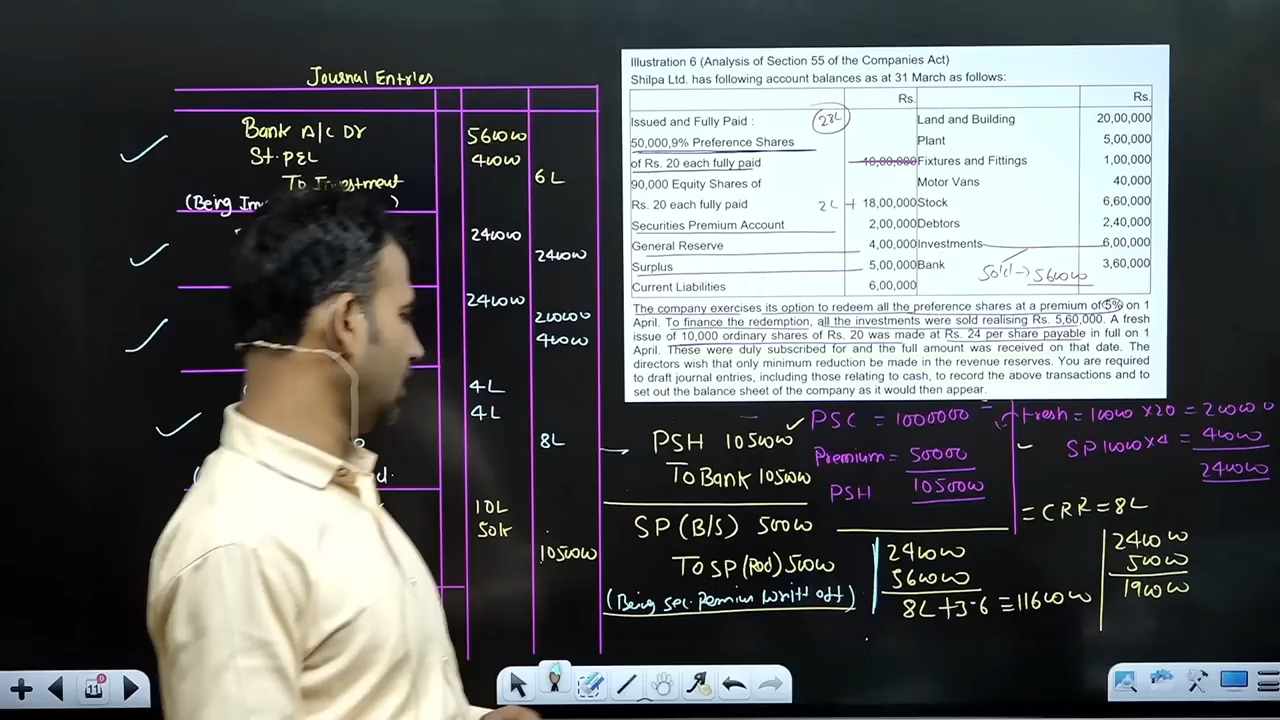 Journal Entries
Bank A/C Dr 560000
St. P&L 40000
To Investment 6L
(Being Inv )
240000
240000
240000
200000
40000
4L
4L
8L
d.
10L
50k
1050000
Illustration 6 (Analysis of Section 55 of the Companies Act)
Shilpa Ltd. has following account balances as at 31 March as follows:
Rs. Rs.
Issued and Fully Paid : 28L Land and Building 20,00,000
50,000,9% Preference Shares Plant 5,00,000
of Rs. 20 each fully paid 10,00,000 Fixtures and Fittings 1,00,000
90,000 Equity Shares of Motor Vans 40,000
Rs. 20 each fully paid 2L + 18,00,000 Stock 6,60,000
Securities Premium Account 2,00,000 Debtors 2,40,000
General Reserve 4,00,000 Investments 6,00,000
Surplus 5,00,000 Bank Sold → 560000 3,60,000
Current Liabilities 6,00,000
The company exercises its option to redeem all the preference shares at a premium of 5% on 1
April. To finance the redemption, all the investments were sold realising Rs. 5,60,000. A fresh
issue of 10,000 ordinary shares of Rs. 20 was made at Rs. 24 per share payable in full on 1
April. These were duly subscribed for and the full amount was received on that date. The
directors wish that only minimum reduction be made in the revenue reserves. You are required
to draft journal entries, including those relating to cash, to record the above transactions and to
set out the balance sheet of the company as it would then appear.
PSH 1050000
To Bank 1050000
SP (B/S) 50000
To SP (Red) 50000
(Being sec. premium writt off)
PSC = 1000000
Premium = 50000
PSH 1050000
Fresh = 10000 x 20 = 200000
SP 10000 x 4 = 40000
240000
= CRR = 8L
240000
560000
8L + 3.6 = 1160000
240000
50000
190000
11